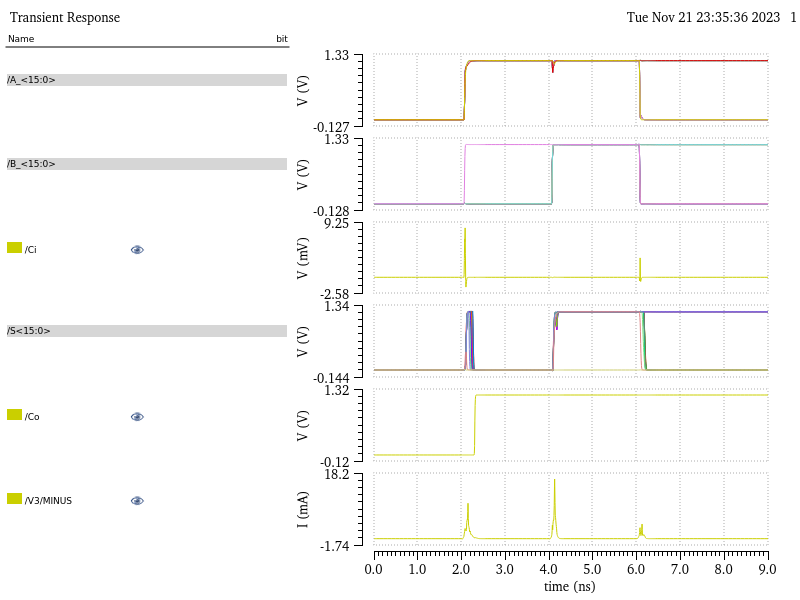 Transient Response
Tue Nov 21 23:35:36 2023 1
Name bit
/A_<15:0>
1.33
V (V)
-0.127
/B_<15:0>
1.33
V (V)
-0.128
/Ci
9.25
V (mV)
-2.58
/S<15:0>
1.34
V (V)
-0.144
/Co
1.32
V (V)
-0.12
/V3/MINUS
18.2
I (mA)
-1.74
0.0 1.0 2.0 3.0 4.0 5.0 6.0 7.0 8.0 9.0
time (ns)